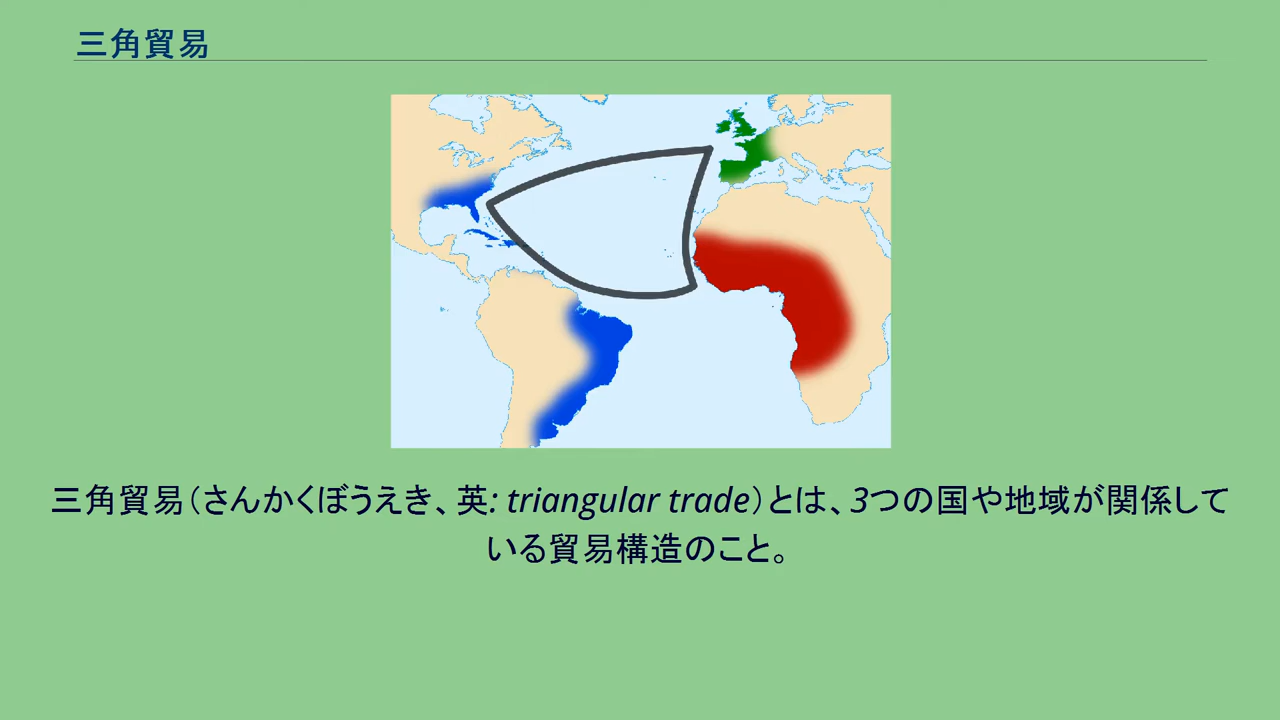 三角貿易
三角貿易（さんかくぼうえき、英: triangular trade）とは、3つの国や地域が関係して
いる貿易構造のこと。